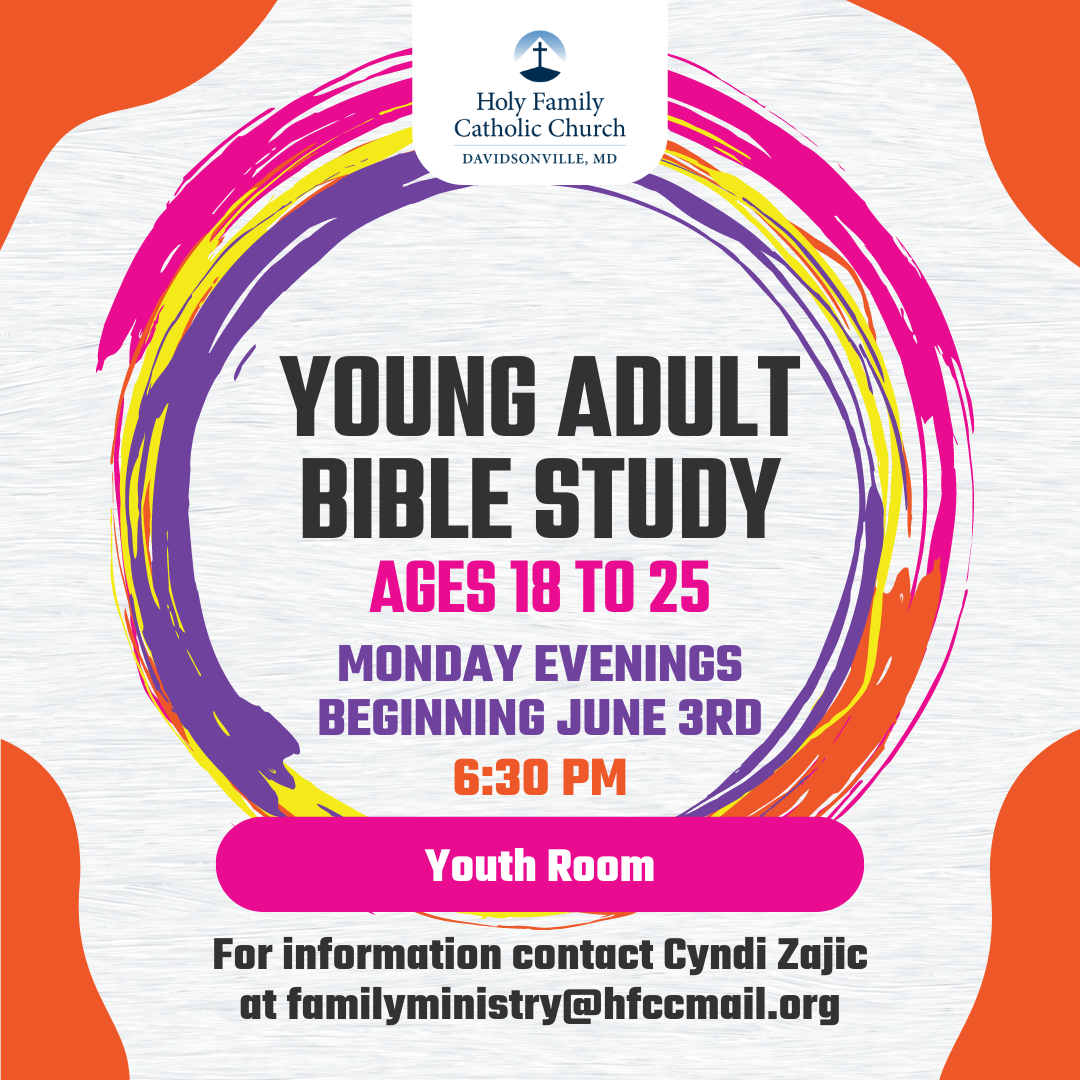 Holy Family
Catholic Church
DAVIDSONVILLE, MD
YOUNG ADULT
BIBLE STUDY
AGES 18 TO 25
MONDAY EVENINGS
BEGINNING JUNE 3RD
6:30 PM
Youth Room
For information contact Cyndi Zajic
at familyministry@hfccmail.org